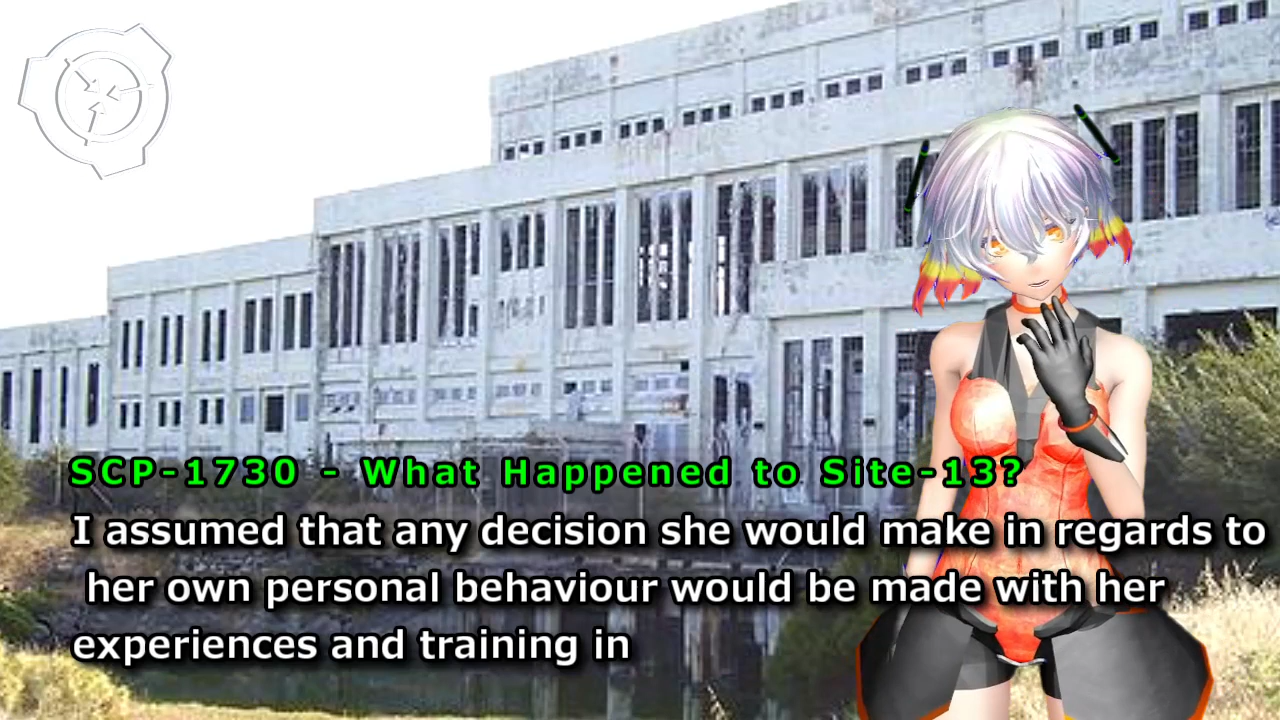 SCP-1730 - What Happened to Site-13?
I assumed that any decision she would make in regards to
her own personal behaviour would be made with her
experiences and training in